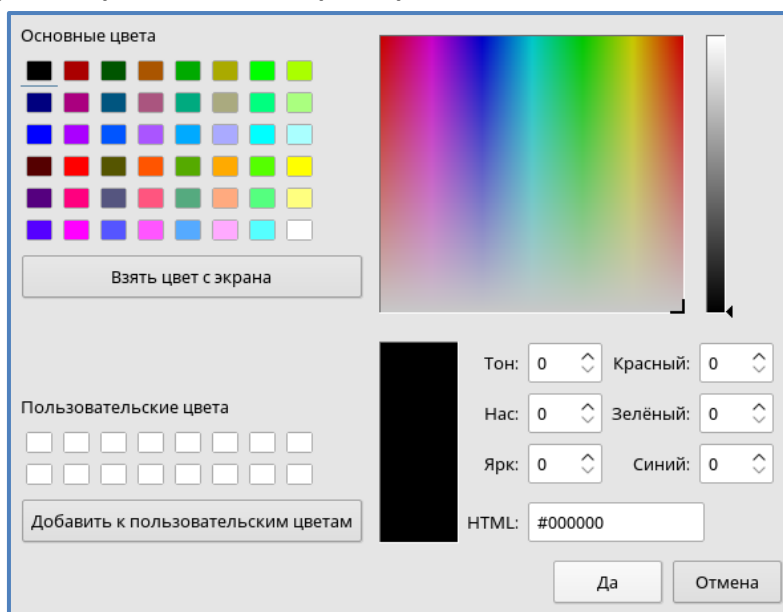 Основные цвета
Взять цвет с экрана
Пользовательские цвета
Добавить к пользовательским цветам
Тон: 0 Красный: 0
Нас: 0 Зелёный: 0
Ярк: 0 Синий: 0
HTML: #000000
Да Отмена